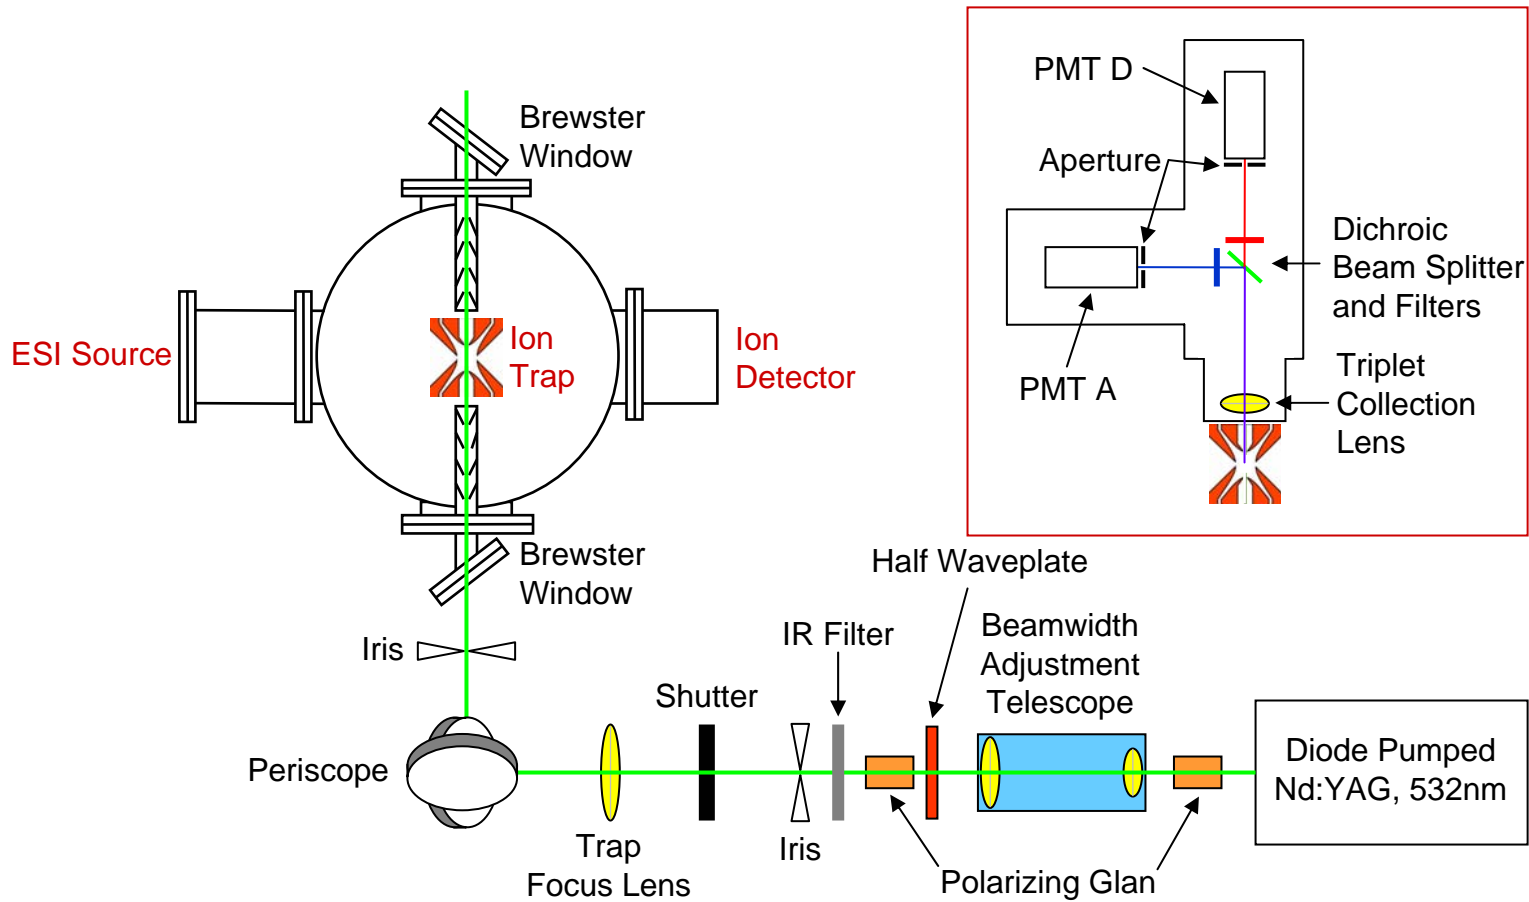 PMT D
Aperture
Dichroic
Beam Splitter
and Filters
PMT A
Triplet
Collection
Lens
Brewster
Window
ESI Source
Ion
Trap
Ion
Detector
Brewster
Window
Iris
Periscope
Trap
Focus Lens
Shutter
Iris
IR Filter
Half Waveplate
Beamwidth
Adjustment
Telescope
Polarizing Glan
Diode Pumped
Nd:YAG, 532nm